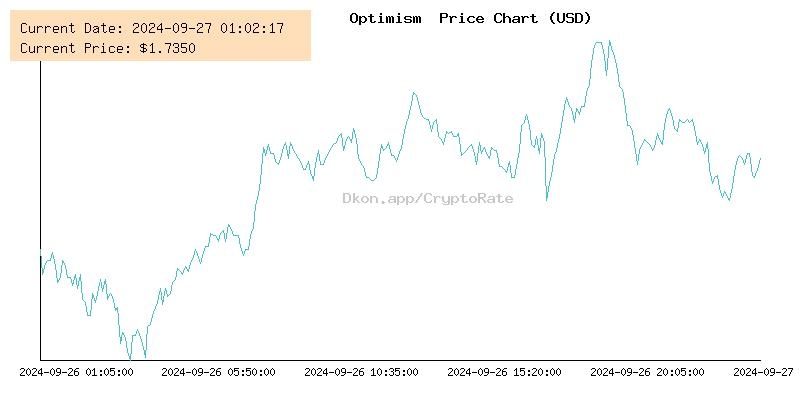 Optimism  Price Chart (USD)
Current Date: 2024-09-27 01:02:17
Current Price: $1.7350
Dkon.app/CryptoRate
2024-09-26 01:05:00 2024-09-26 05:50:00 2024-09-26 10:35:00 2024-09-26 15:20:00 2024-09-26 20:05:00 2024-09-27